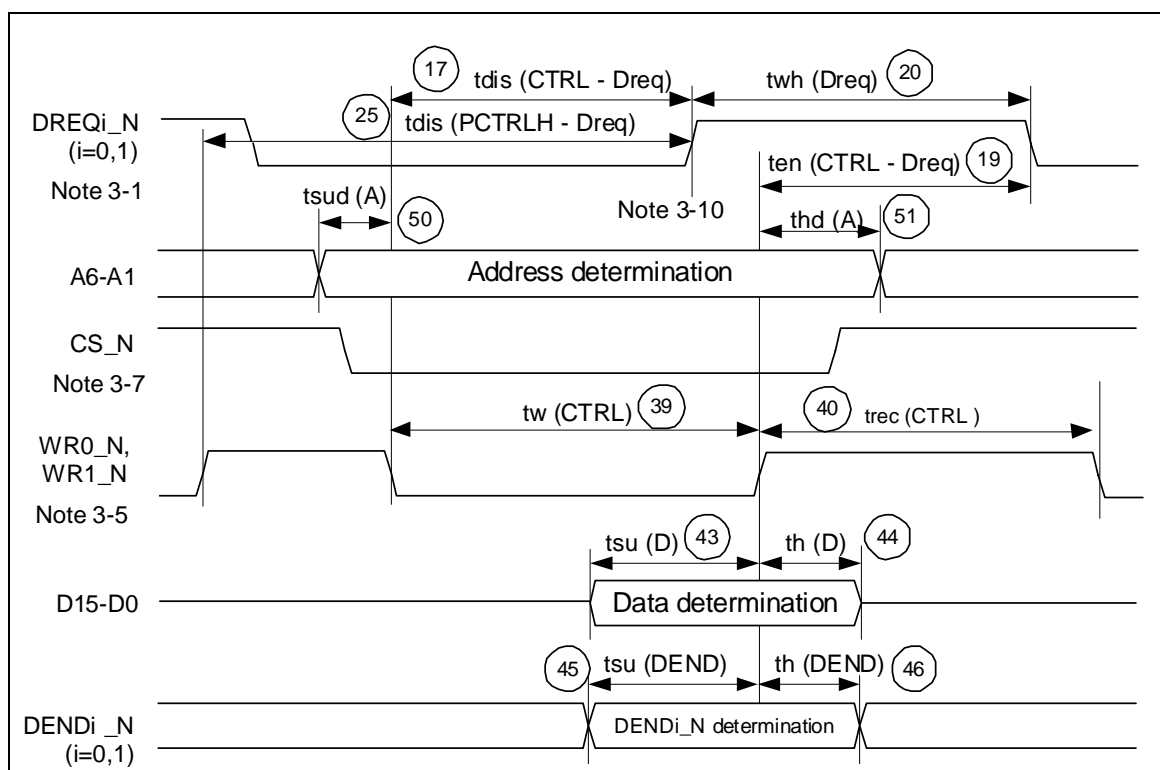 17 tdis (CTRL - Dreq) twh (Dreq) 20
25 tdis (PCTRLH - Dreq)
DREQi_N
(i=0,1)
Note 3-1
ten (CTRL - Dreq) 19
Note 3-10
tsud (A) 50
thd (A) 51
A6-A1 Address determination
CS_N
Note 3-7
tw (CTRL) 39
40 trec (CTRL )
WR0_N,
WR1_N
Note 3-5
tsu (D) 43 th (D) 44
D15-D0 Data determination
45 tsu (DEND) th (DEND) 46
DENDi _N DENDi_N determination
(i=0,1)